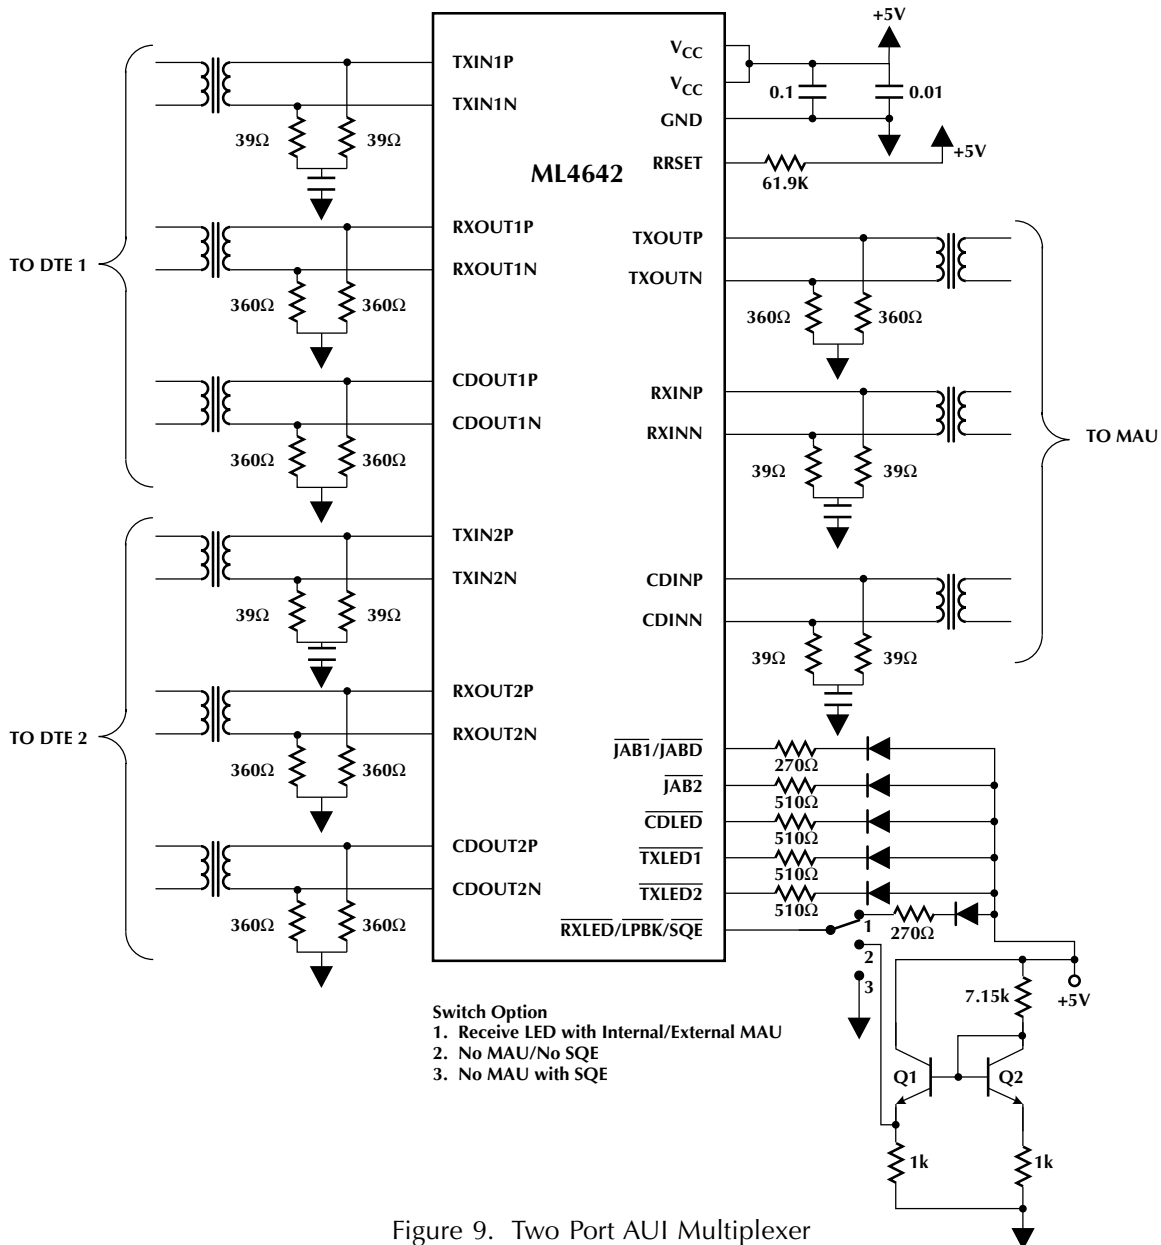 +5V
TXIN1P
VCC
TXIN1N
VCC
0.1
0.01
GND
39Ω
39Ω
+5V
RRSET
ML4642
61.9K
RXOUT1P
TXOUTP
TO DTE 1
RXOUT1N
TXOUTN
360Ω
360Ω
360Ω
360Ω
CDOUT1P
RXINP
CDOUT1N
RXINN
TO MAU
360Ω
360Ω
39Ω
39Ω
TXIN2P
TXIN2N
CDINP
39Ω
39Ω
CDINN
39Ω
39Ω
RXOUT2P
TO DTE 2
RXOUT2N
JAB1/JABD
270Ω
360Ω
360Ω
JAB2
510Ω
CDLED
510Ω
CDOUT2P
TXLED1
510Ω
CDOUT2N
TXLED2
510Ω
360Ω
360Ω
RXLED/LPBK/SQE
1
270Ω
2
3
7.15k
+5V
Switch Option
1. Receive LED with Internal/External MAU
2. No MAU/No SQE
3. No MAU with SQE
Q1
Q2
1k
1k
Figure 9. Two Port AUI Multiplexer